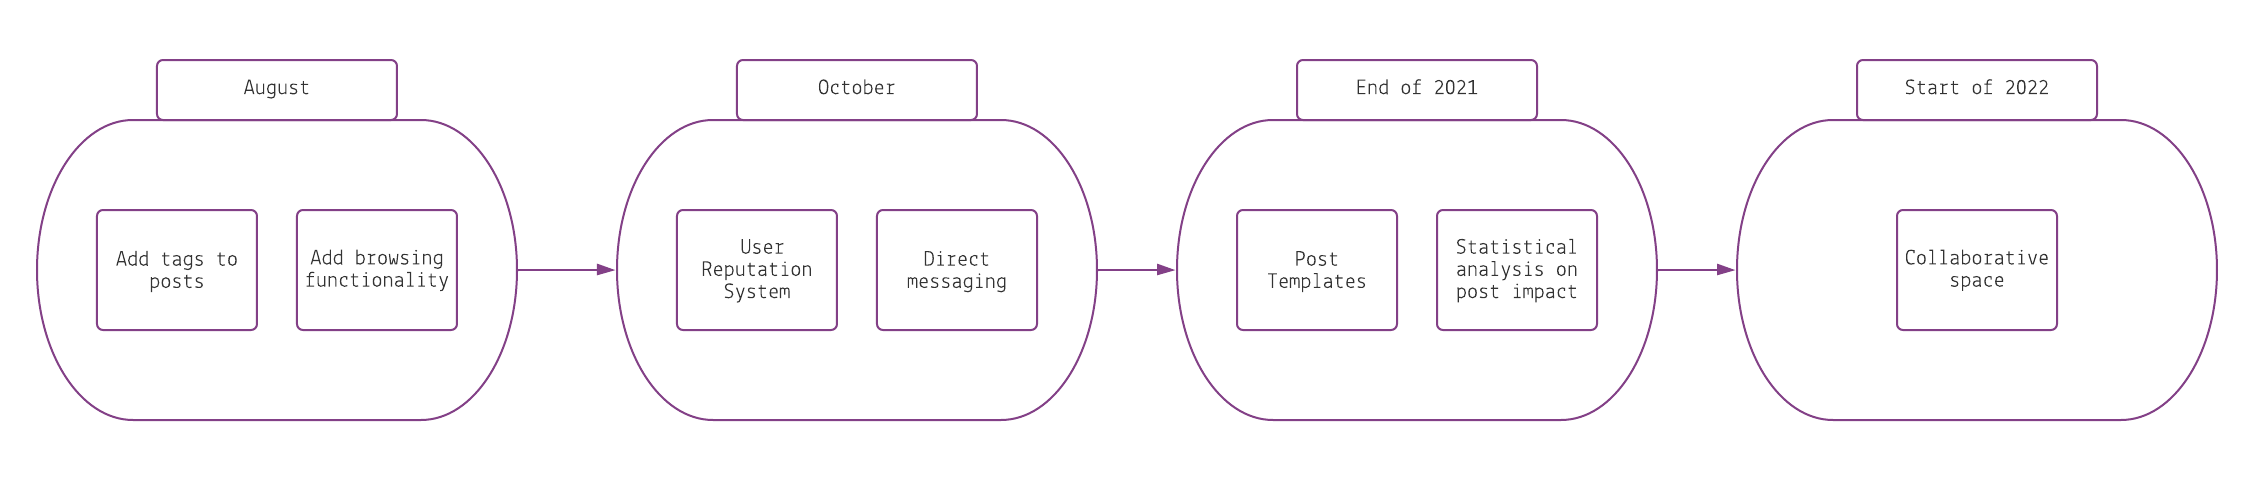 August
October
End of 2021
Start of 2022
Add tags to
posts
Add browsing
functionality
User
Reputation
System
Direct
messaging
Post
Templates
Statistical
analysis on
post impact
Collaborative
space